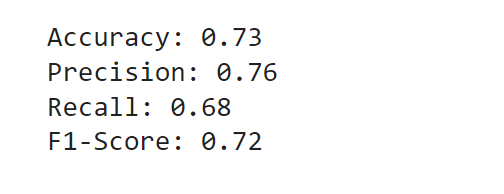 Accuracy: 0.73
Precision: 0.76
Recall: 0.68
F1-Score: 0.72